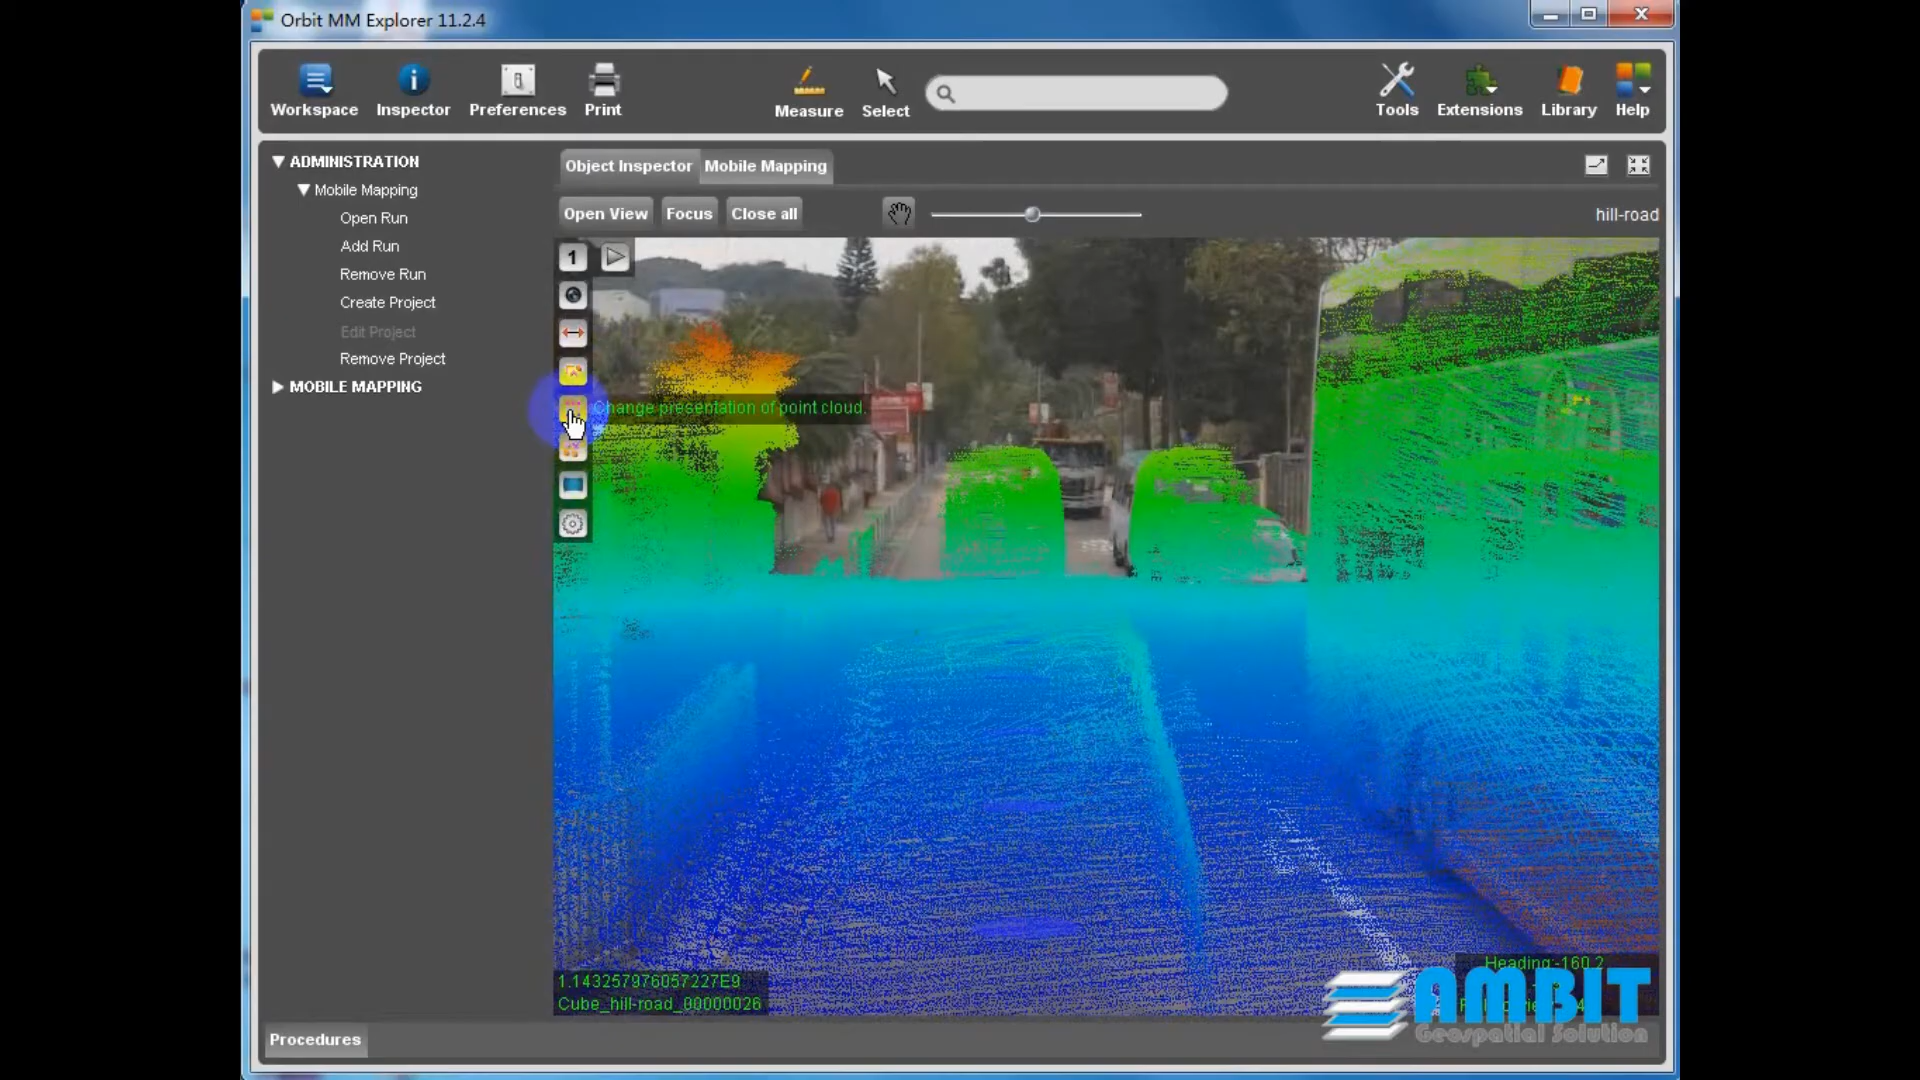 Orbit MM Explorer 11.2.4
Workspace
Inspector
Preferences
Print
Measure
Select
Tools
Extensions
Library
Help
ADMINISTRATION
Mobile Mapping
Open Run
Add Run
Remove Run
Create Project
Edit Project
Remove Project
MOBILE MAPPING
Object Inspector
Mobile Mapping
Open View
Focus
Close all
hill-road
1
Change presentation of point cloud.
1.143257976057227E9
Cube_hill-road_00000026
Heading:-160.2
AMBIT
Geospatial Solution
Procedures